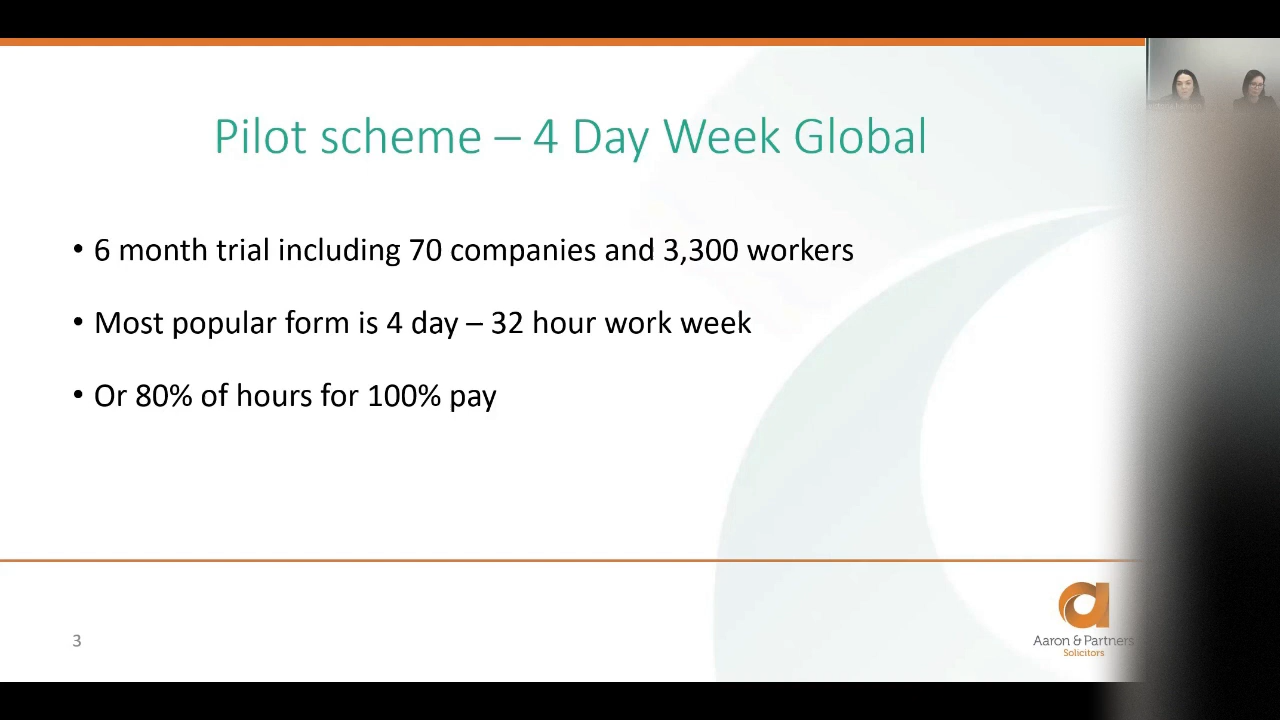 Pilot scheme – 4 Day Week Global
• 6 month trial including 70 companies and 3,300 workers
• Most popular form is 4 day – 32 hour work week
• Or 80% of hours for 100% pay
3
Aaron & Partners
Solicitors